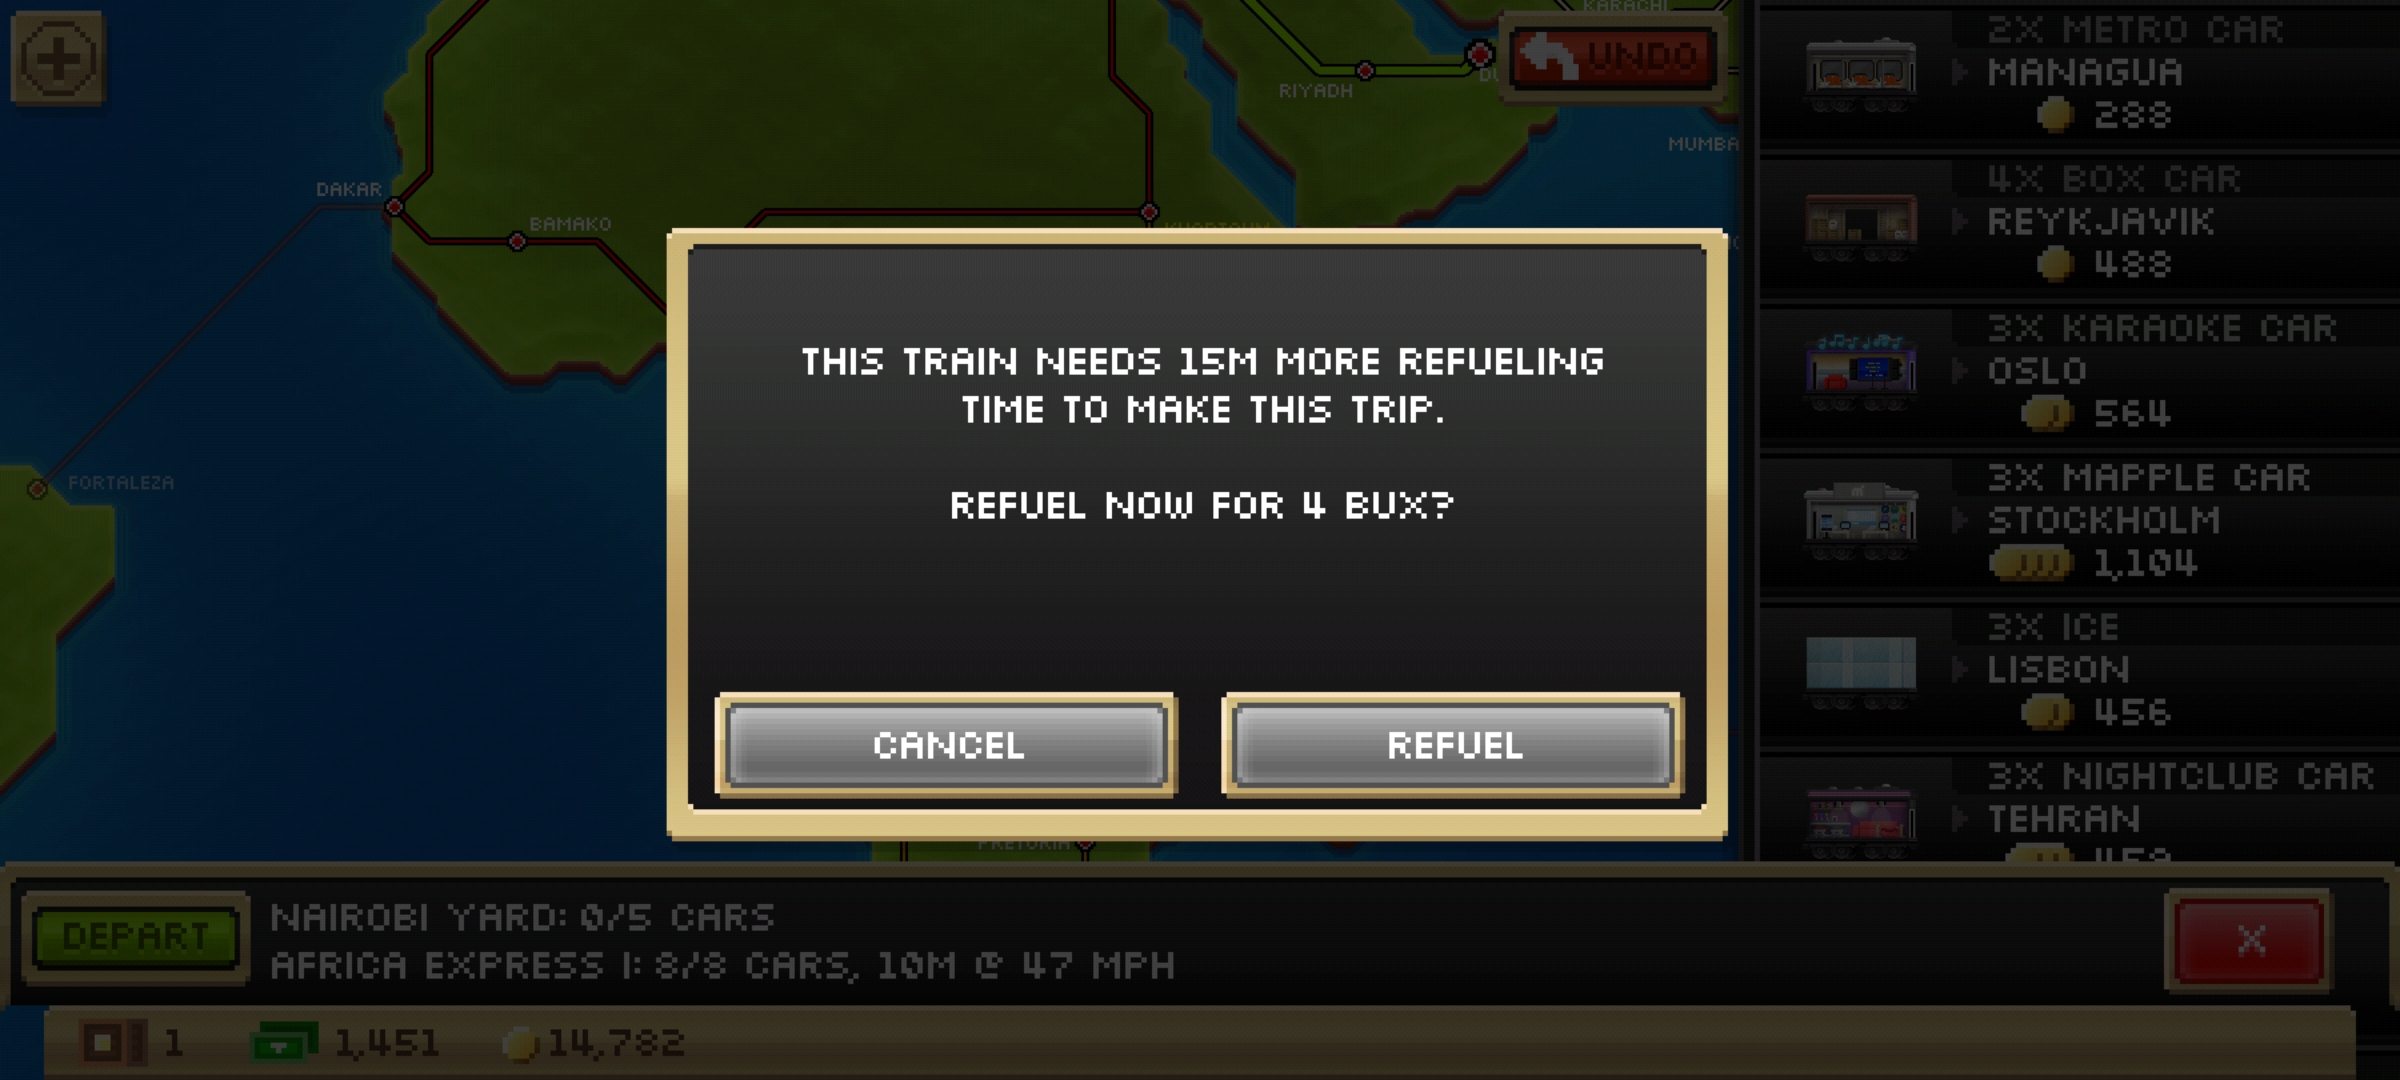 KARACHI
UNDO
RIYADH
DU
MUMBA
DAKAR
BAMAKO
KHARTOUM
FORTALEZA
PRETORIA
2X METRO CAR
MANAGUA
288
4X BOX CAR
REYKJAVIK
488
3X KARAOKE CAR
OSLO
564
3X MAPPLE CAR
STOCKHOLM
1,104
3X ICE
LISBON
456
3X NIGHTCLUB CAR
TEHRAN
THIS TRAIN NEEDS 15M MORE REFUELING
TIME TO MAKE THIS TRIP.
REFUEL NOW FOR 4 BUX?
CANCEL
REFUEL
DEPART
NAIROBI YARD: 0/5 CARS
AFRICA EXPRESS I: 8/8 CARS, 10M @ 47 MPH
X
1
1,451
14,782